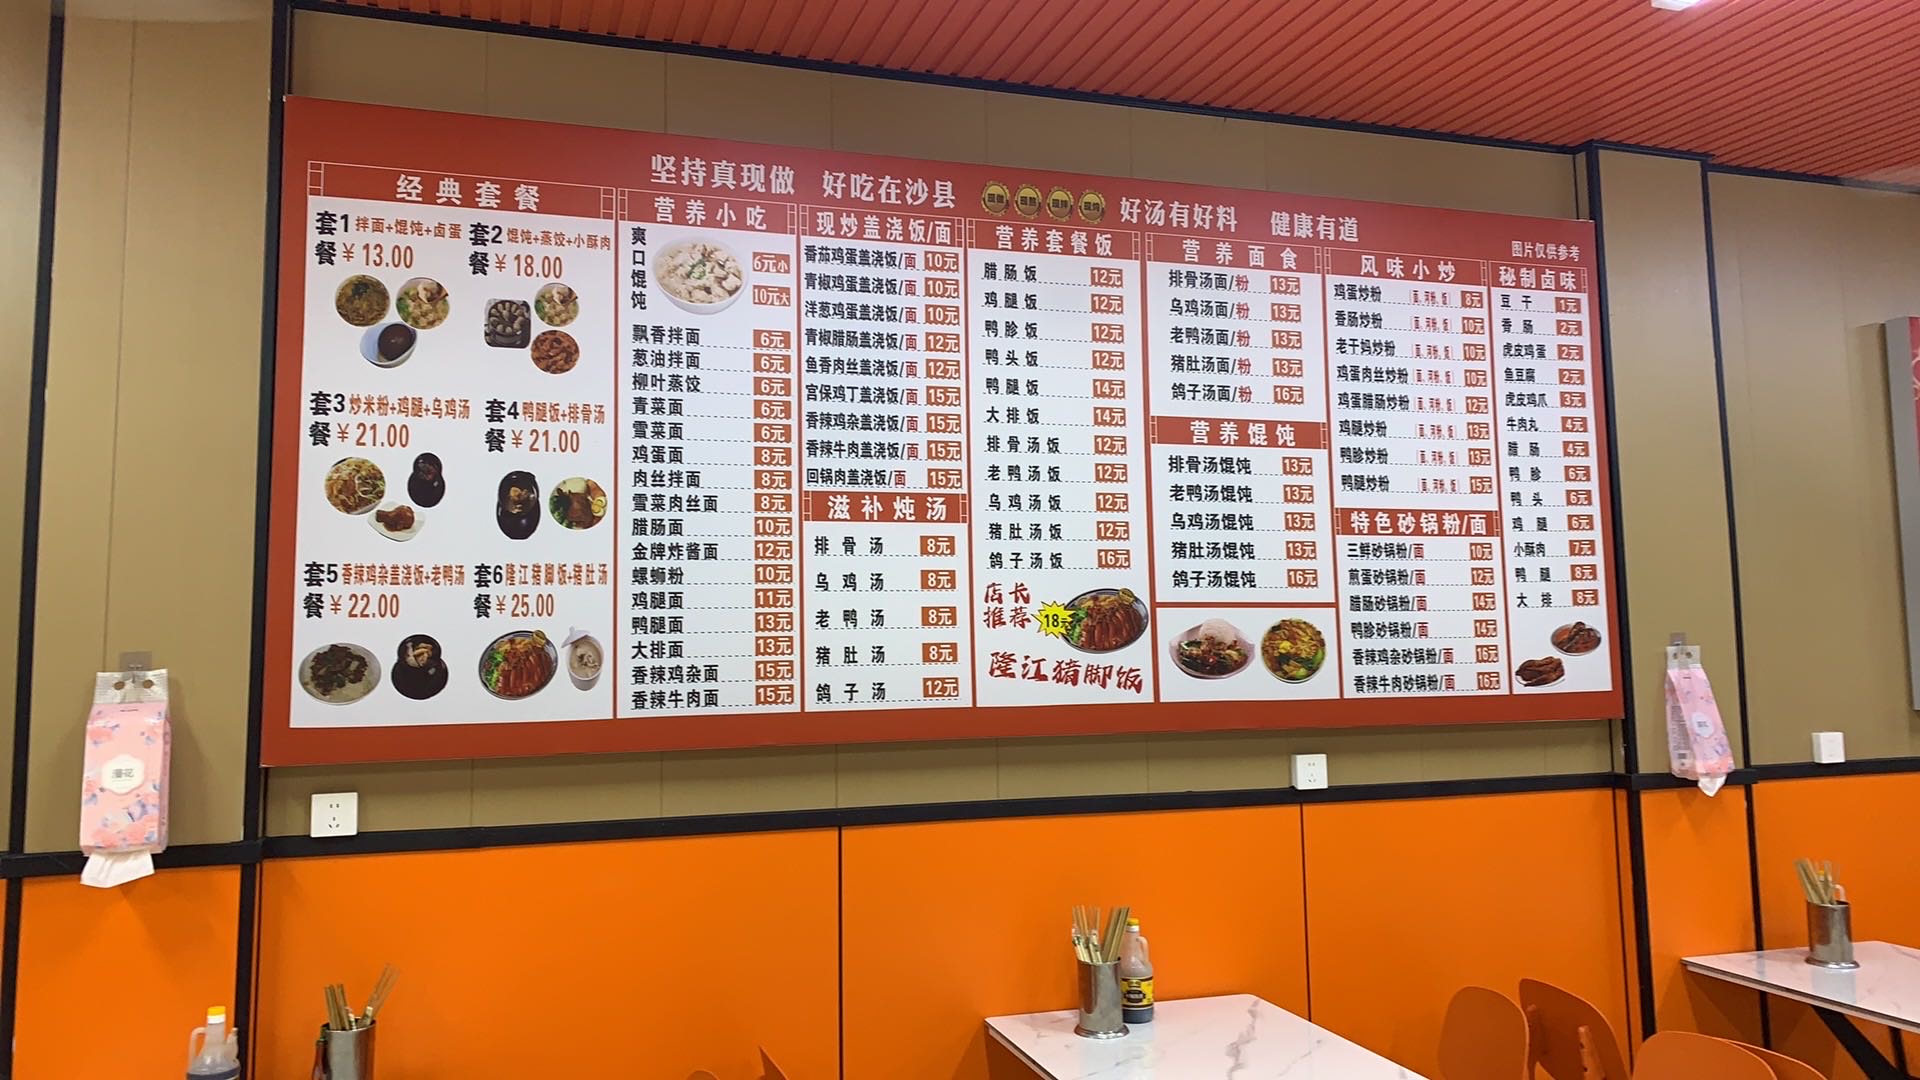 坚持真现做 好吃在沙县 好汤有好料 健康有道
图片仅供参考
经典套餐
套餐1 拌面+馄饨+卤蛋
¥13.00
套餐2 馄饨+蒸饺+小酥肉
¥18.00
套餐3 炒米粉+鸡腿+乌鸡汤
¥21.00
套餐4 鸭腿饭+排骨汤
¥21.00
套餐5 香辣鸡杂盖浇饭+老鸭汤
¥22.00
套餐6 隆江猪脚饭+猪肚汤
¥25.00
营养小吃
爽口馄饨 6元小 10元大
飘香拌面 6元
葱油拌面 6元
柳叶蒸饺 6元
青菜面 6元
雪菜面 6元
鸡蛋面 8元
肉丝拌面 8元
雪菜肉丝面 8元
腊肠面 10元
金牌炸酱面 12元
螺蛳粉 10元
鸡腿面 11元
鸭腿面 13元
大排面 13元
香辣鸡杂面 15元
香辣牛肉面 15元
现炒盖浇饭/面
番茄鸡蛋盖浇饭/面 10元
青椒鸡蛋盖浇饭/面 10元
洋葱鸡蛋盖浇饭/面 10元
青椒腊肠盖浇饭/面 12元
鱼香肉丝盖浇饭/面 12元
宫保鸡丁盖浇饭/面 12元
香辣鸡杂盖浇饭/面 15元
香辣牛肉盖浇饭/面 15元
回锅肉盖浇饭/面 15元
滋补炖汤
排骨汤 8元
乌鸡汤 8元
老鸭汤 8元
猪肚汤 8元
鸽子汤 12元
营养套餐饭
腊肠饭 12元
鸡腿饭 12元
鸭胗饭 12元
鸭头饭 12元
鸭腿饭 14元
大排饭 14元
排骨汤饭 12元
老鸭汤饭 12元
乌鸡汤饭 12元
猪肚汤饭 12元
鸽子汤饭 16元
店长推荐 18元
隆江猪脚饭
营养面食
排骨汤面/粉 13元
乌鸡汤面/粉 13元
老鸭汤面/粉 13元
猪肚汤面/粉 13元
鸽子汤面/粉 16元
营养馄饨
排骨汤馄饨 13元
老鸭汤馄饨 13元
乌鸡汤馄饨 13元
猪肚汤馄饨 13元
鸽子汤馄饨 16元
风味小炒
鸡蛋炒粉 (面、河粉、饭) 8元
香肠炒粉 (面、河粉、饭) 10元
老干妈炒粉 (面、河粉、饭) 10元
鸡蛋肉丝炒粉 (面、河粉、饭) 10元
鸡蛋腊肠炒粉 (面、河粉、饭) 12元
鸡腿炒粉 (面、河粉、饭) 13元
鸭胗炒粉 (面、河粉、饭) 13元
鸭腿炒粉 (面、河粉、饭) 15元
特色砂锅粉/面
三鲜砂锅粉/面 10元
煎蛋砂锅粉/面 12元
腊肠砂锅粉/面 14元
鸭胗砂锅粉/面 14元
香辣鸡杂砂锅粉/面 16元
香辣牛肉砂锅粉/面 16元
秘制卤味
豆干 1元
香肠 2元
虎皮鸡蛋 2元
鱼豆腐 2元
虎皮鸡爪 3元
牛肉丸 4元
腊肠 4元
鸭胗 6元
鸭头 6元
鸡腿 6元
小酥肉 7元
鸭腿 8元
大排 8元
漫花